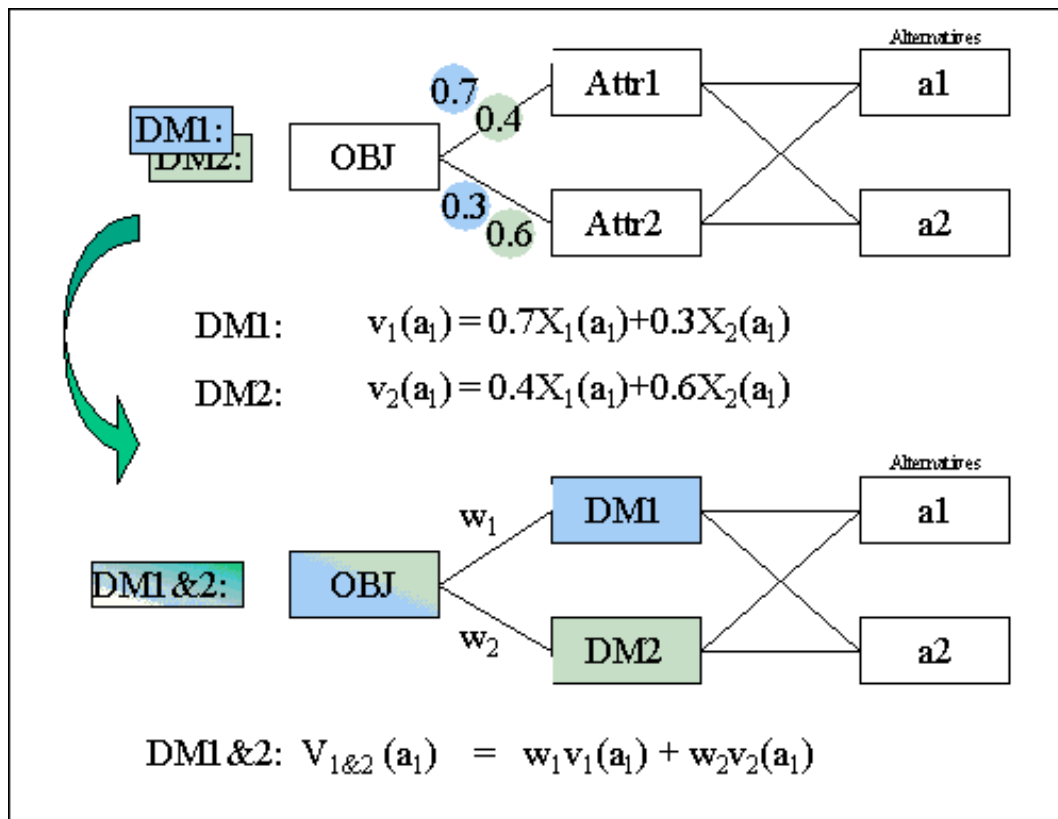 Alternatives
0.7 Attr1 a1
0.4
DM1:
DM2: OBJ
0.3
0.6 Attr2 a2
DM1: v₁(a₁) = 0.7X₁(a₁)+0.3X₂(a₁)
DM2: v₂(a₁) = 0.4X₁(a₁)+0.6X₂(a₁)
Alternatives
w₁ DM1 a1
DM1&2: OBJ
w₂ DM2 a2
DM1&2: V₁&₂ (a₁) = w₁v₁(a₁) + w₂v₂(a₁)